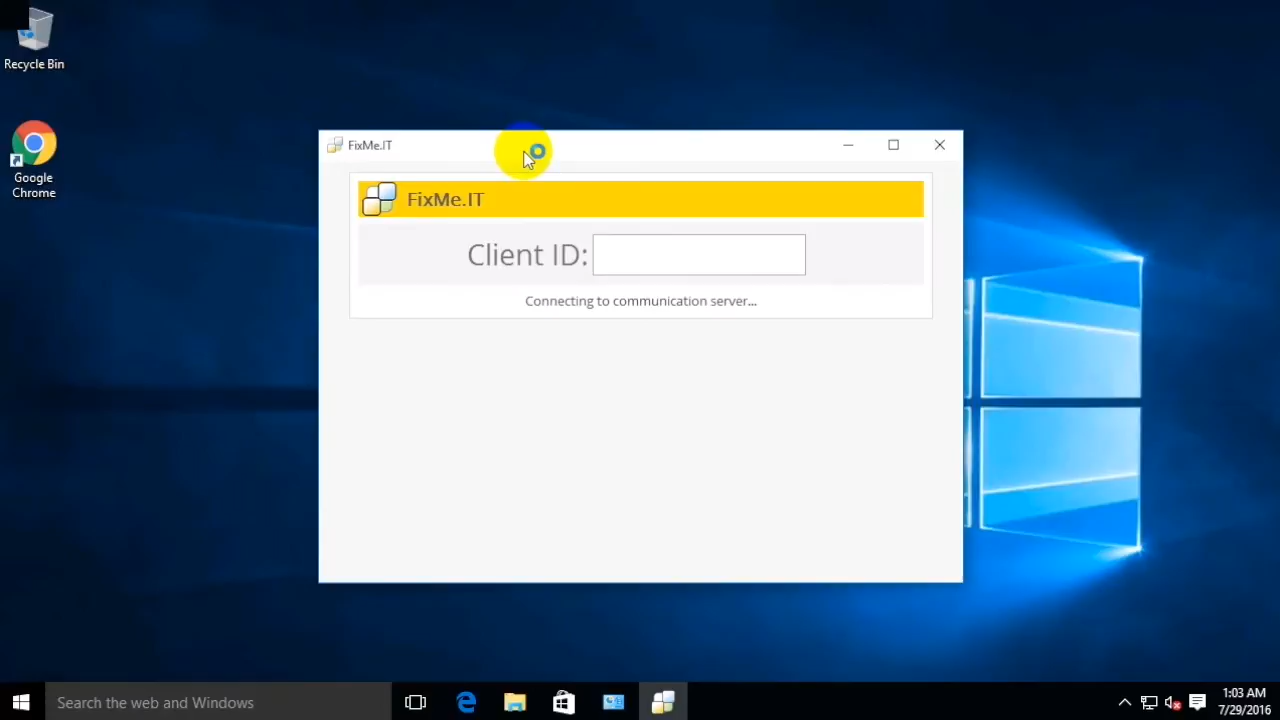 Recycle Bin
Google
Chrome
FixMe.IT
FixMe.IT
Client ID:
Connecting to communication server...
Search the web and Windows
1:03 AM
7/29/2016